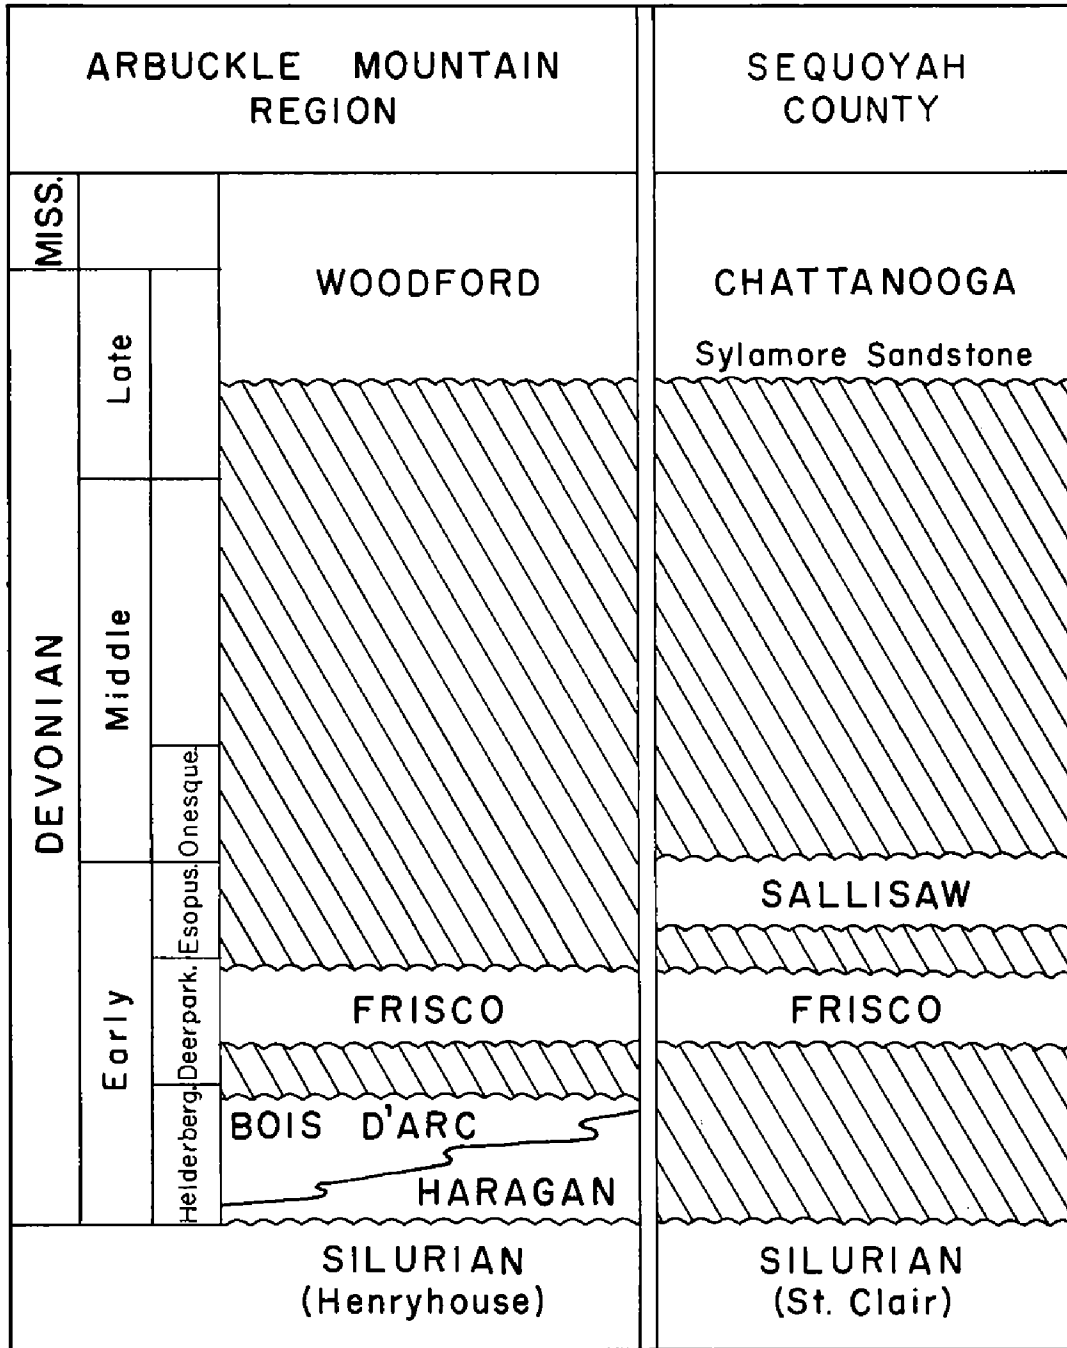 ARBUCKLE MOUNTAIN
REGION
SEQUOYAH
COUNTY
MISS.
DEVONIAN
Late
Middle
Early
Onesque.
Esopus.
Deerpark.
Helderberg.
WOODFORD
FRISCO
BOIS D'ARC
HARAGAN
SILURIAN
(Henryhouse)
CHATTANOOGA
Sylamore Sandstone
SALLISAW
FRISCO
SILURIAN
(St. Clair)